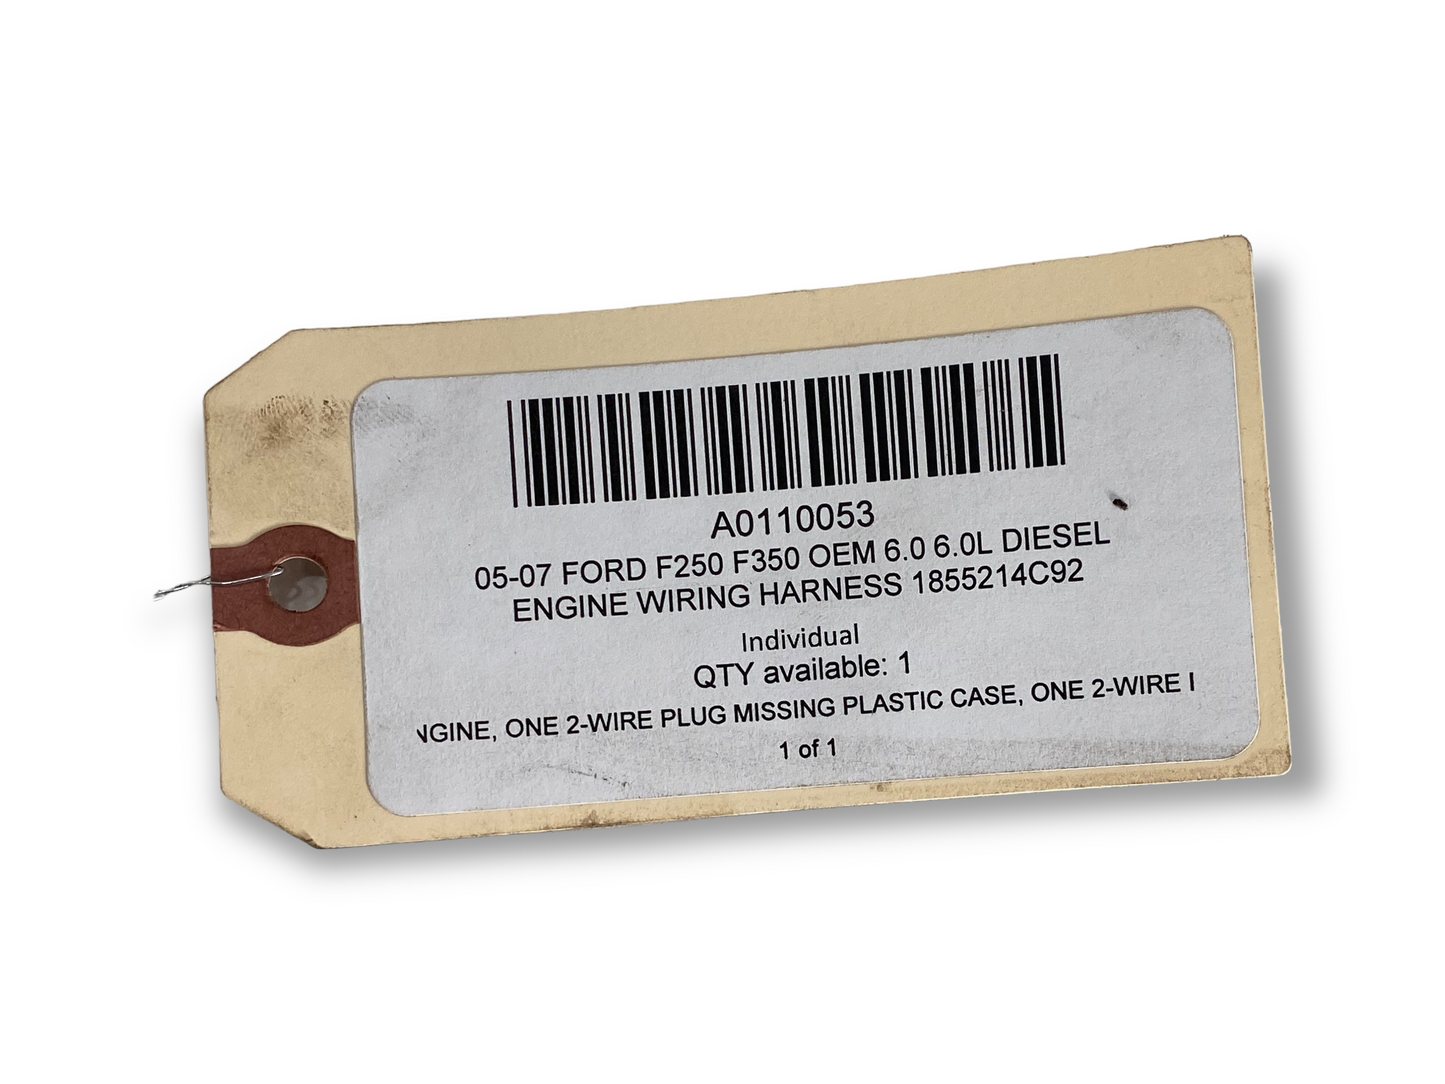 A0110053
05-07 FORD F250 F350 OEM 6.0 6.0L DIESEL
ENGINE WIRING HARNESS 1855214C92
Individual
QTY available: 1
NGINE, ONE 2-WIRE PLUG MISSING PLASTIC CASE, ONE 2-WIRE
1 of 1